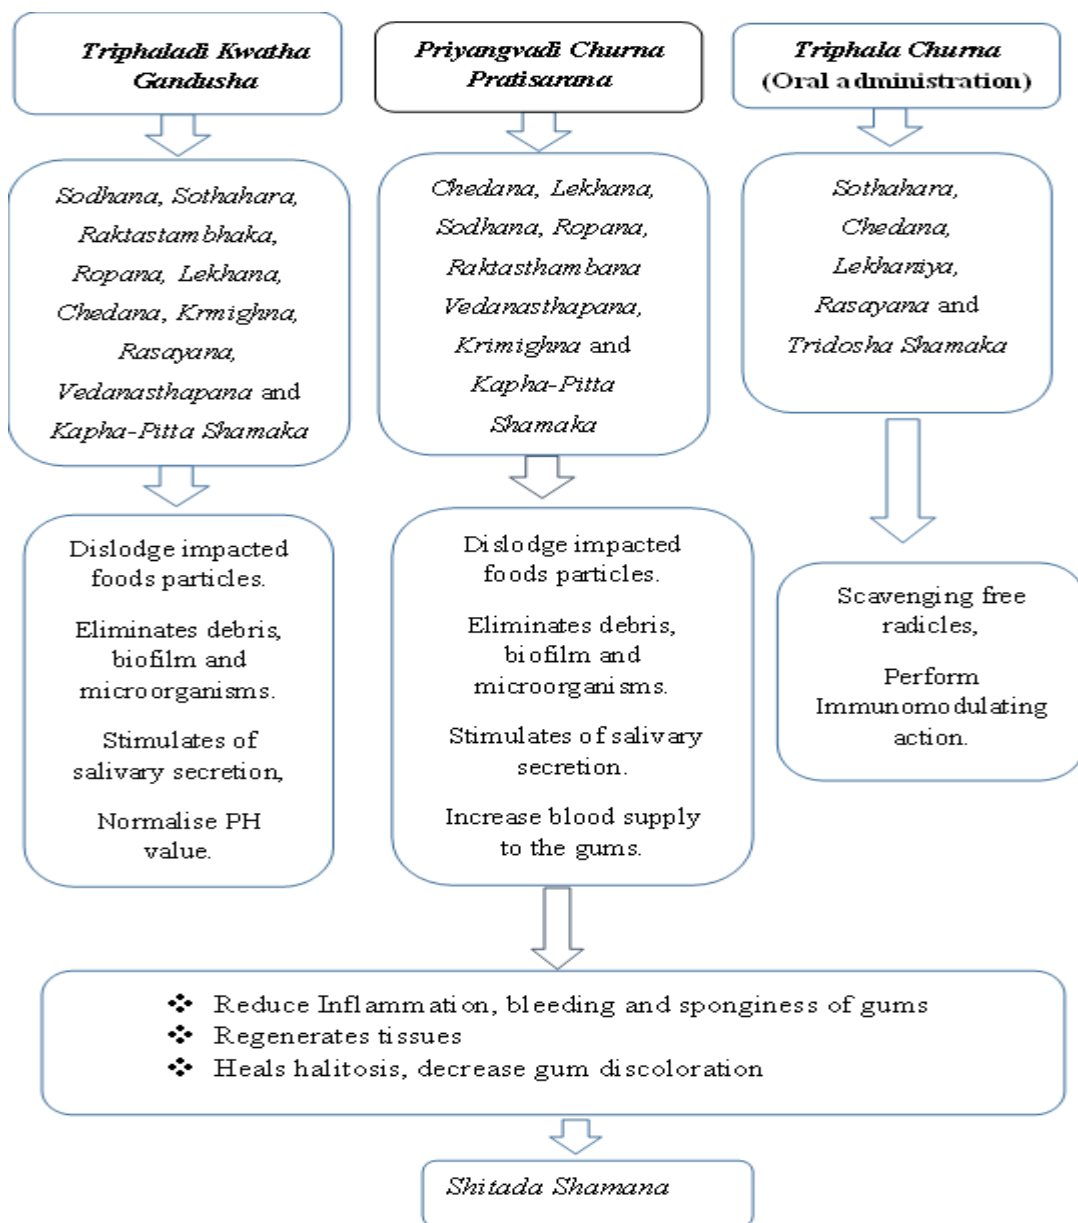 Triphaladi Kwatha
Gandusha
Priyangvadi Churna
Pratisarana
Triphala Churna
(Oral administration)
Sodhana, Sothahara,
Raktastambhaka,
Ropana, Lekhana,
Chedana, Krmighna,
Rasayana,
Vedanasthapana and
Kapha-Pitta Shamaka
Chedana, Lekhana,
Sodhana, Ropana,
Raktasthambana
Vedanasthapana,
Krimighna and
Kapha-Pitta
Shamaka
Sothahara,
Chedana,
Lekhaniya,
Rasayana and
Tridosha Shamaka
Dislodge impacted
foods particles.
Eliminates debris,
biofilm and
microorganisms.
Stimulates of
salivary secretion,
Normalise PH
value.
Dislodge impacted
foods particles.
Eliminates debris,
biofilm and
microorganisms.
Stimulates of salivary
secretion.
Increase blood supply
to the gums.
Scavenging free
radicles,
Perform
Immunomodulating
action.
❖ Reduce Inflammation, bleeding and sponginess of gums
❖ Regenerates tissues
❖ Heals halitosis, decrease gum discoloration
Shitada Shamana